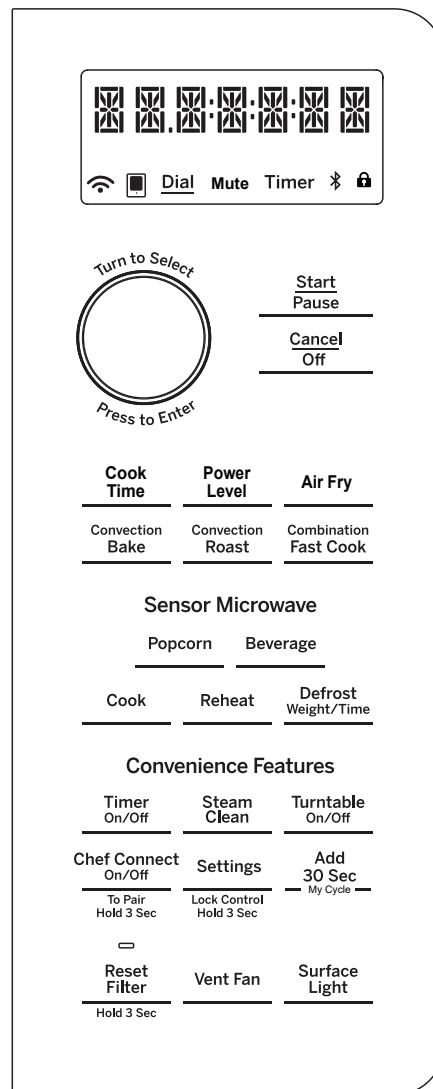 Dial Mute Timer
Turn to Select
Press to Enter
Start
Pause
Cancel
Off
Cook
Time
Power
Level
Air Fry
Convection
Bake
Convection
Roast
Combination
Fast Cook
Sensor Microwave
Popcorn
Beverage
Cook
Reheat
Defrost
Weight/Time
Convenience Features
Timer
On/Off
Steam
Clean
Turntable
On/Off
Chef Connect
On/Off
To Pair
Hold 3 Sec
Settings
Lock Control
Hold 3 Sec
Add
30 Sec
My Cycle
Reset
Filter
Hold 3 Sec
Vent Fan
Surface
Light